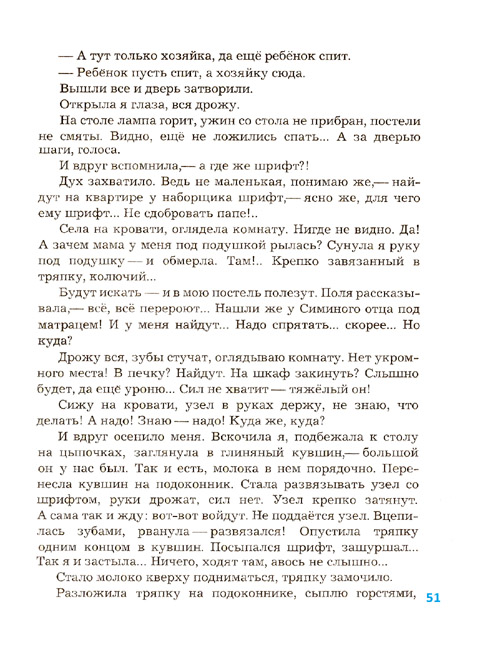 — А тут только хозяйка, да ещё ребёнок спит.
— Ребёнок пусть спит, а хозяйку сюда.
Вышли все и дверь затворили.
Открыла я глаза, вся дрожу.
На столе лампа горит, ужин со стола не прибран, постели
не смяты. Видно, ещё не ложились спать... А за дверью
шаги, голоса.
И вдруг вспомнила,— а где же шрифт?!
Дух захватило. Ведь не маленькая, понимаю же,— най-
дут на квартире у наборщика шрифт,— ясно же, для чего
ему шрифт... Не сдобровать папе!..
Села на кровати, оглядела комнату. Нигде не видно. Да!
А зачем мама у меня под подушкой рылась? Сунула я руку
под подушку — и обмерла. Там!.. Крепко завязанный в
тряпку, колючий...
Будут искать — и в мою постель полезут. Поля рассказы-
вала,— всё, всё перероют... Нашли же у Симиного отца под
матрацем! И у меня найдут... Надо спрятать... скорее... Но
куда?
Дрожу вся, зубы стучат, оглядываю комнату. Нет укром-
ного места! В печку? Найдут. На шкаф закинуть? Слышно
будет, да ещё уроню... Сил не хватит — тяжёлый он!
Сижу на кровати, узел в руках держу, не знаю, что
делать! А надо! Знаю — надо! Куда же, куда?
И вдруг осенило меня. Вскочила я, подбежала к столу
на цыпочках, заглянула в глиняный кувшин,— большой
он у нас был. Так и есть, молока в нем порядочно. Пере-
несла кувшин на подоконник. Стала развязывать узел со
шрифтом, руки дрожат, сил нет. Узел крепко затянут.
А сама так и жду: вот-вот войдут. Не поддаётся узел. Вцепи-
лась зубами, рванула — развязался! Опустила тряпку
одним концом в кувшин. Посыпался шрифт, зашуршал...
Так я и застыла... Ничего, ходят там, авось не слышно...
Стало молоко кверху подниматься, тряпку замочило.
Разложила тряпку на подоконнике, сыплю горстями,
51